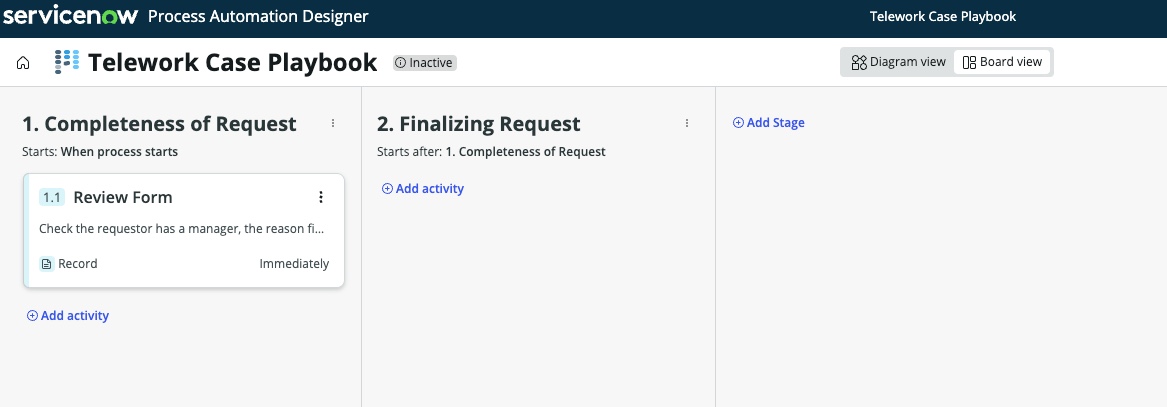 servicenow Process Automation Designer
Telework Case Playbook
Telework Case Playbook
Inactive
Diagram view
Board view
1. Completeness of Request
Starts: When process starts
1.1 Review Form
Check the requestor has a manager, the reason fi...
Record
Immediately
Add activity
2. Finalizing Request
Starts after: 1. Completeness of Request
Add activity
Add Stage